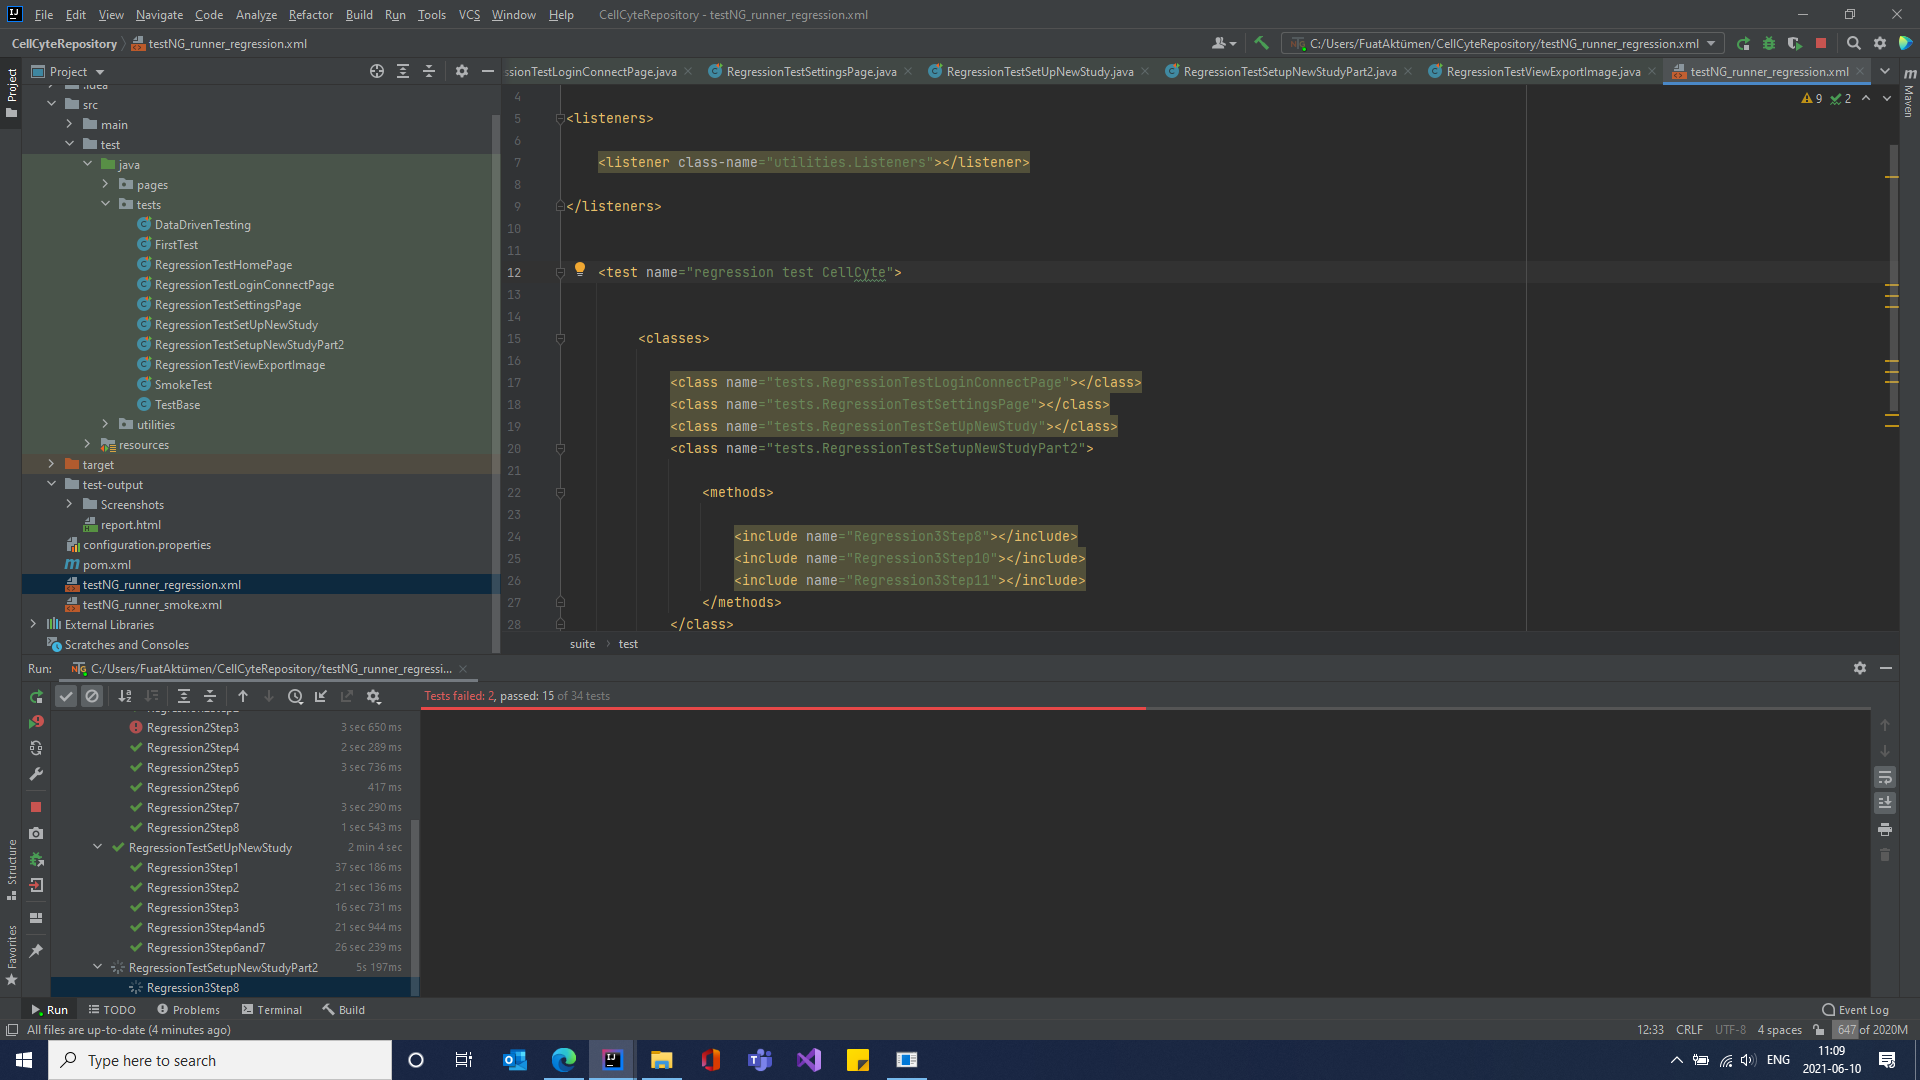 File Edit View Navigate Code Analyze Refactor Build Run Tools VCS Window Help CellCyteRepository - testNG_runner_regression.xml
CellCyteRepository testNG_runner_regression.xml C:/Users/FuatAktümen/CellCyteRepository/testNG_runner_regression.xml
Project ssionTestLoginConnectPage.java RegressionTestSettingsPage.java RegressionTestSetUpNewStudy.java RegressionTestSetupNewStudyPart2.java RegressionTestViewExportImage.java testNG_runner_regression.xml
Project
Maven
Structure
Favorites
.idea
src
main
test
java
pages
tests
DataDrivenTesting
FirstTest
RegressionTestHomePage
RegressionTestLoginConnectPage
RegressionTestSettingsPage
RegressionTestSetUpNewStudy
RegressionTestSetupNewStudyPart2
RegressionTestViewExportImage
SmokeTest
TestBase
utilities
resources
target
test-output
Screenshots
report.html
configuration.properties
pom.xml
testNG_runner_regression.xml
testNG_runner_smoke.xml
External Libraries
Scratches and Consoles
9 2
4
5 <listeners>
6
7 <listener class-name="utilities.Listeners"></listener>
8
9 </listeners>
10
11
12 <test name="regression test CellCyte">
13
14
15 <classes>
16
17 <class name="tests.RegressionTestLoginConnectPage"></class>
18 <class name="tests.RegressionTestSettingsPage"></class>
19 <class name="tests.RegressionTestSetUpNewStudy"></class>
20 <class name="tests.RegressionTestSetupNewStudyPart2">
21
22 <methods>
23
24 <include name="Regression3Step8"></include>
25 <include name="Regression3Step10"></include>
26 <include name="Regression3Step11"></include>
27 </methods>
28 </class>
suite test
Run: C:/Users/FuatAktümen/CellCyteRepository/testNG_runner_regressi...
Tests failed: 2, passed: 15 of 34 tests
Regression2Step2
Regression2Step3 3 sec 650 ms
Regression2Step4 2 sec 289 ms
Regression2Step5 3 sec 736 ms
Regression2Step6 417 ms
Regression2Step7 3 sec 290 ms
Regression2Step8 1 sec 543 ms
RegressionTestSetUpNewStudy 2 min 4 sec
Regression3Step1 37 sec 186 ms
Regression3Step2 21 sec 136 ms
Regression3Step3 16 sec 731 ms
Regression3Step4and5 21 sec 944 ms
Regression3Step6and7 26 sec 239 ms
RegressionTestSetupNewStudyPart2 5s 197ms
Regression3Step8
Run TODO Problems Terminal Build Event Log
All files are up-to-date (4 minutes ago) 12:33 CRLF UTF-8 4 spaces 647 of 2020M
Type here to search
ENG
11:09
2021-06-10